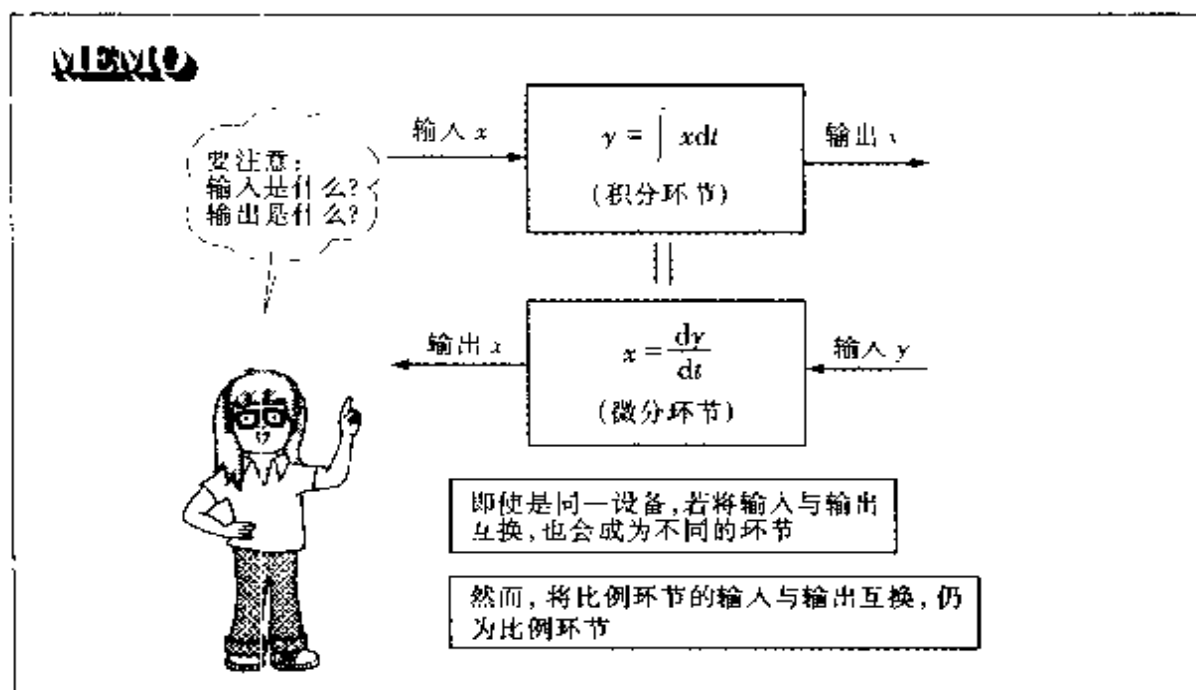 MEMO
要注意:
输入是什么?
输出是什么?
输入 x
y = ∫ xdt
(积分环节)
输出
输出 x
x = dy/dt
(微分环节)
输入 y
即使是同一设备,若将输入与输出
互换,也会成为不同的环节
然而,将比例环节的输入与输出互换,仍
为比例环节